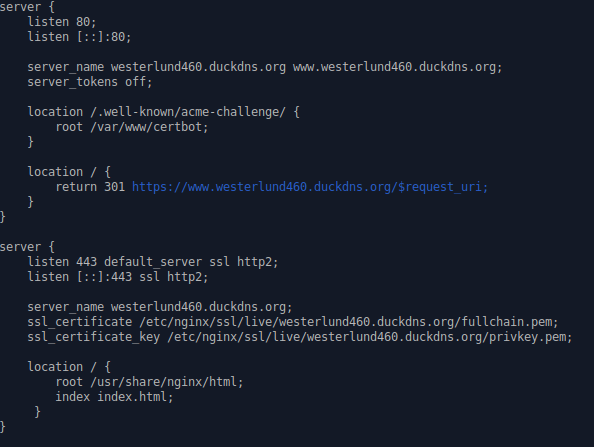 server {
    listen 80;
    listen [::]:80;

    server_name westerlund460.duckdns.org www.westerlund460.duckdns.org;
    server_tokens off;

    location /.well-known/acme-challenge/ {
        root /var/www/certbot;
    }

    location / {
        return 301 https://www.westerlund460.duckdns.org/$request_uri;
    }
}

server {
    listen 443 default_server ssl http2;
    listen [::]:443 ssl http2;

    server_name westerlund460.duckdns.org;
    ssl_certificate /etc/nginx/ssl/live/westerlund460.duckdns.org/fullchain.pem;
    ssl_certificate_key /etc/nginx/ssl/live/westerlund460.duckdns.org/privkey.pem;

    location / {
        root /usr/share/nginx/html;
        index index.html;
     }
}